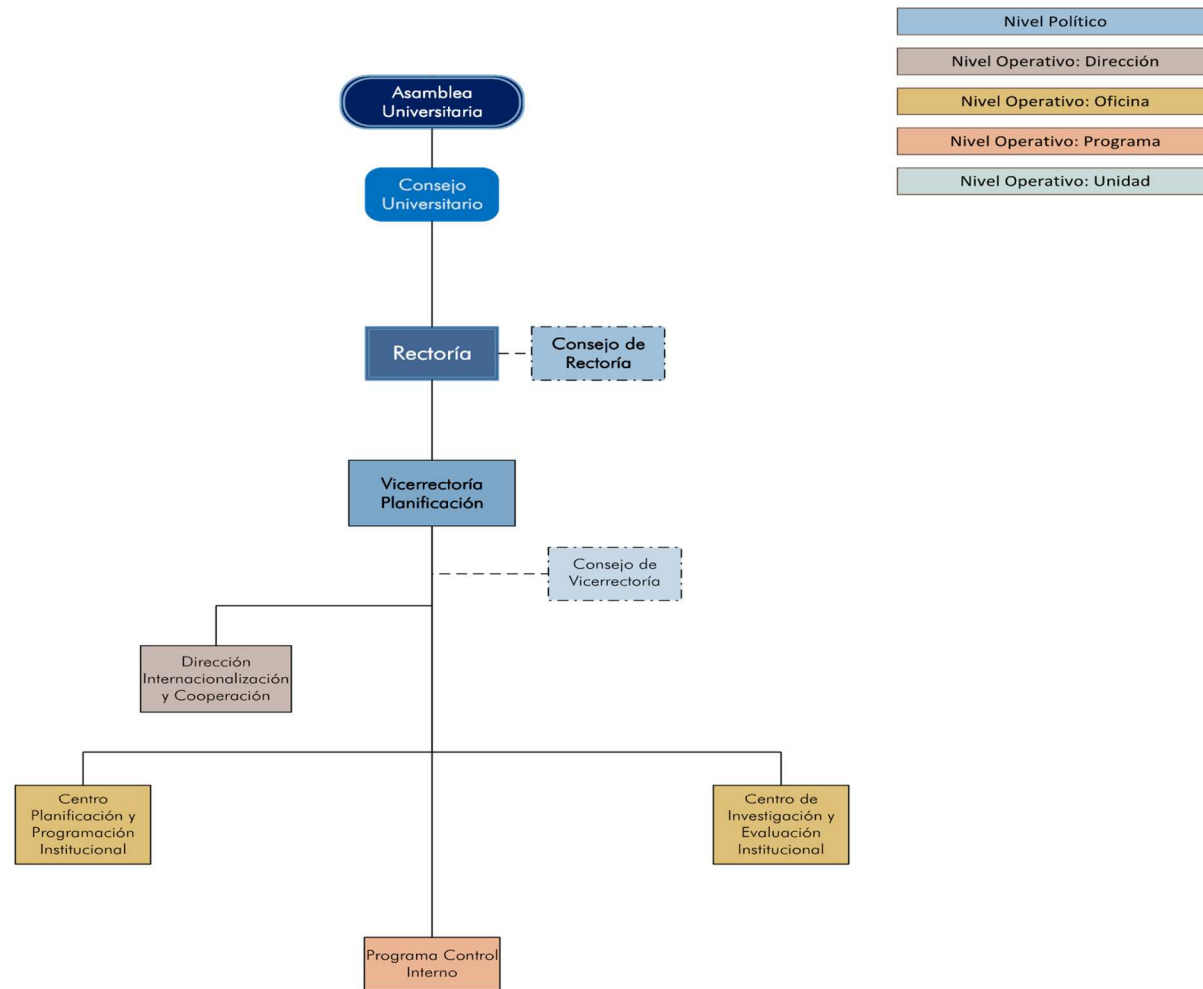 Nivel Político
Nivel Operativo: Dirección
Nivel Operativo: Oficina
Nivel Operativo: Programa
Nivel Operativo: Unidad
Asamblea
Universitaria
Consejo
Universitario
Rectoría
Consejo de
Rectoría
Vicerrectoría
Planificación
Consejo de
Vicerrectoría
Dirección
Internacionalización
y Cooperación
Centro
Planificación y
Programación
Institucional
Centro de
Investigación y
Evaluación
Institucional
Programa Control
Interno